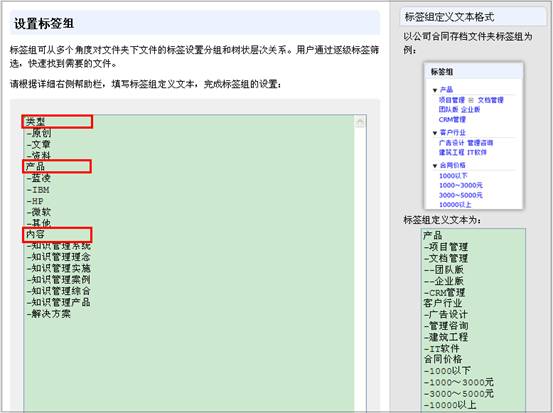 设置标签组
标签组可从多个角度对文件夹下文件的标签设置分组和树状层次关系。用户通过逐级标签筛
选，快速找到需要的文件。
请根据详细右侧帮助栏，填写标签组定义文本，完成标签组的设置：
类型
-原创
-文章
-资料
产品
-蓝凌
-IBM
-HP
-微软
-其他
内容
-知识管理系统
-知识管理理念
-知识管理实施
-知识管理案例
-知识管理综合
-知识管理产品
-解决方案
标签组定义文本格式
以公司合同存档文件夹标签组为
例：
标签组
产品
项目管理 文档管理
团队版 企业版
CRM管理
客户行业
广告设计 管理咨询
建筑工程 IT软件
合同价格
1000以下
1000~3000元
3000~5000元
10000以上
标签组定义文本为：
产品
-项目管理
-文档管理
--团队版
--企业版
-CRM管理
客户行业
-广告设计
-管理咨询
-建筑工程
-IT软件
合同价格
-1000以下
-1000～3000元
-3000～5000元
-10000以上